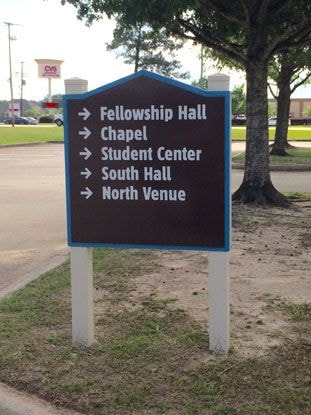 CVS
→ Fellowship Hall
→ Chapel
→ Student Center
→ South Hall
→ North Venue